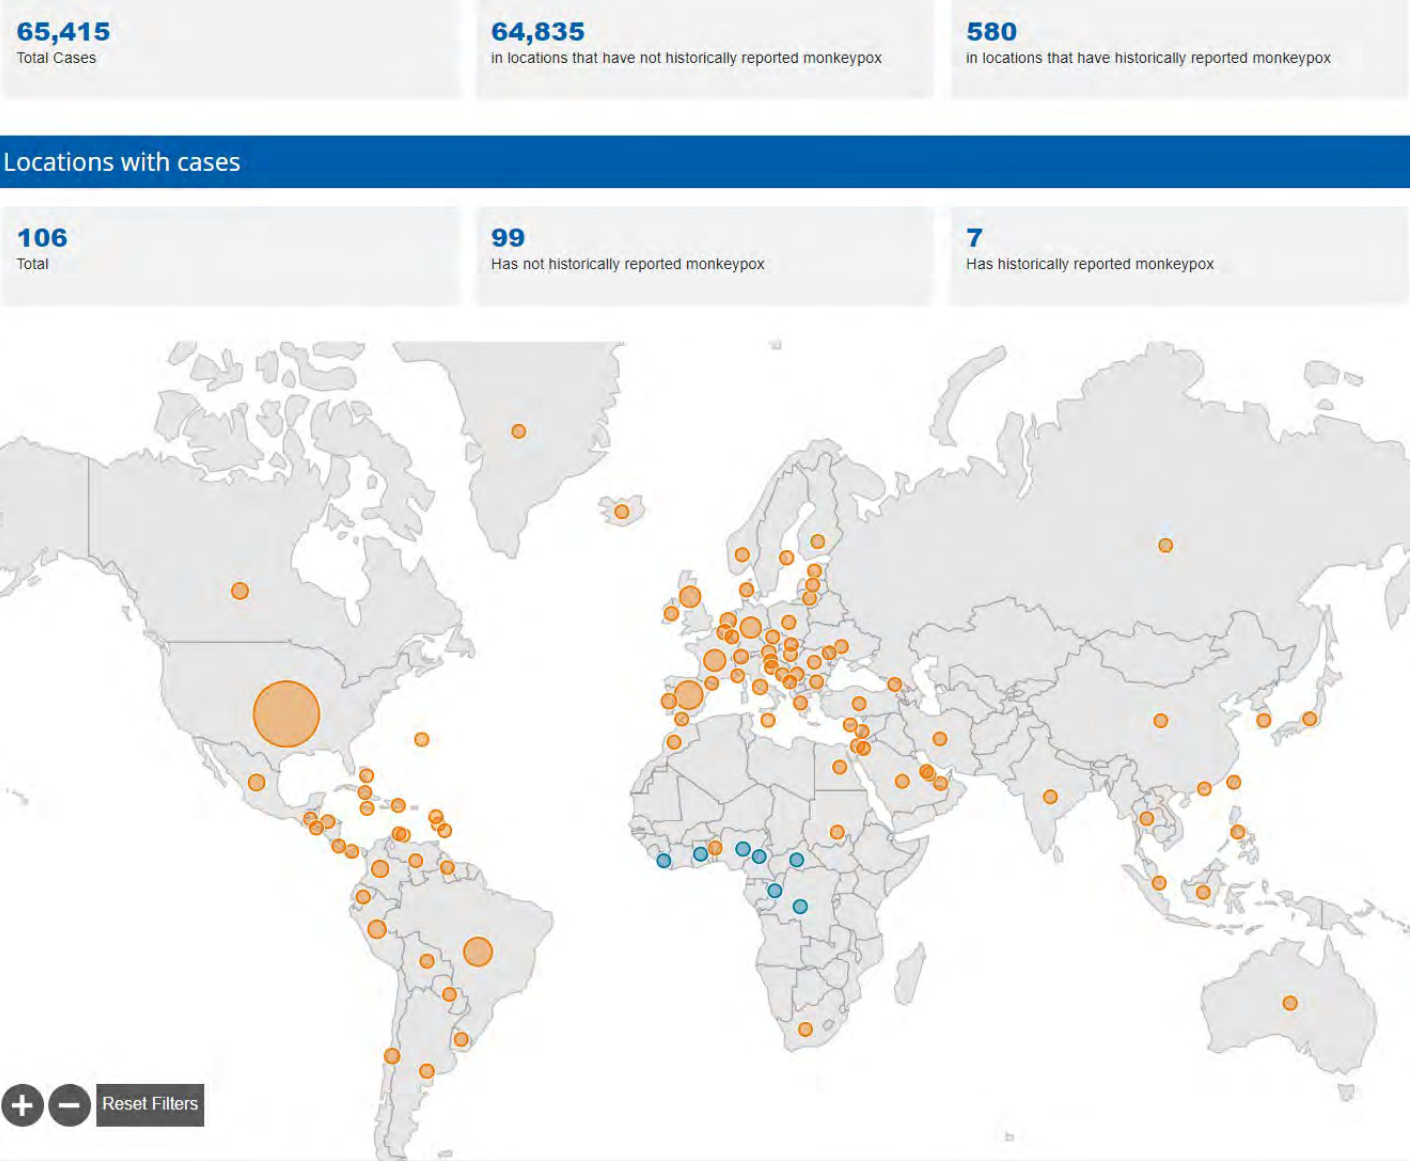 65,415
Total Cases
64,835
in locations that have not historically reported monkeypox
580
in locations that have historically reported monkeypox
Locations with cases
106
Total
99
Has not historically reported monkeypox
7
Has historically reported monkeypox
Reset Filters